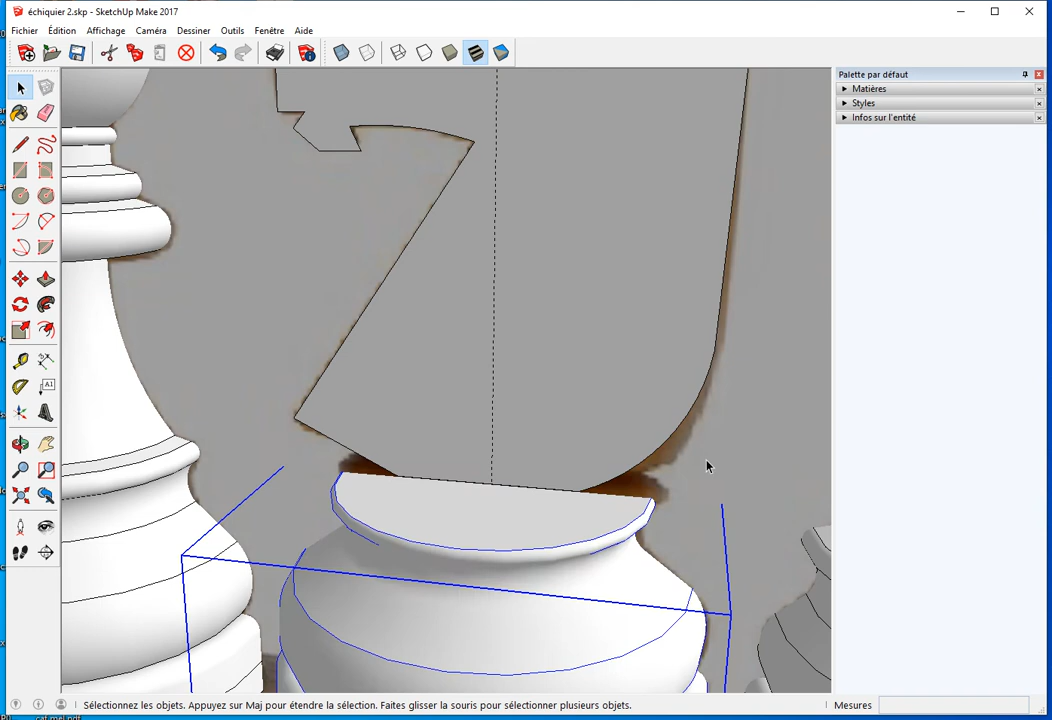 échiquier 2.skp - SketchUp Make 2017
Fichier Édition Affichage Caméra Dessiner Outils Fenêtre Aide
Palette par défaut
Matières
Styles
Infos sur l'entité
A1
Sélectionnez les objets. Appuyez sur Maj pour étendre la sélection. Faites glisser la souris pour sélectionner plusieurs objets.
Mesures